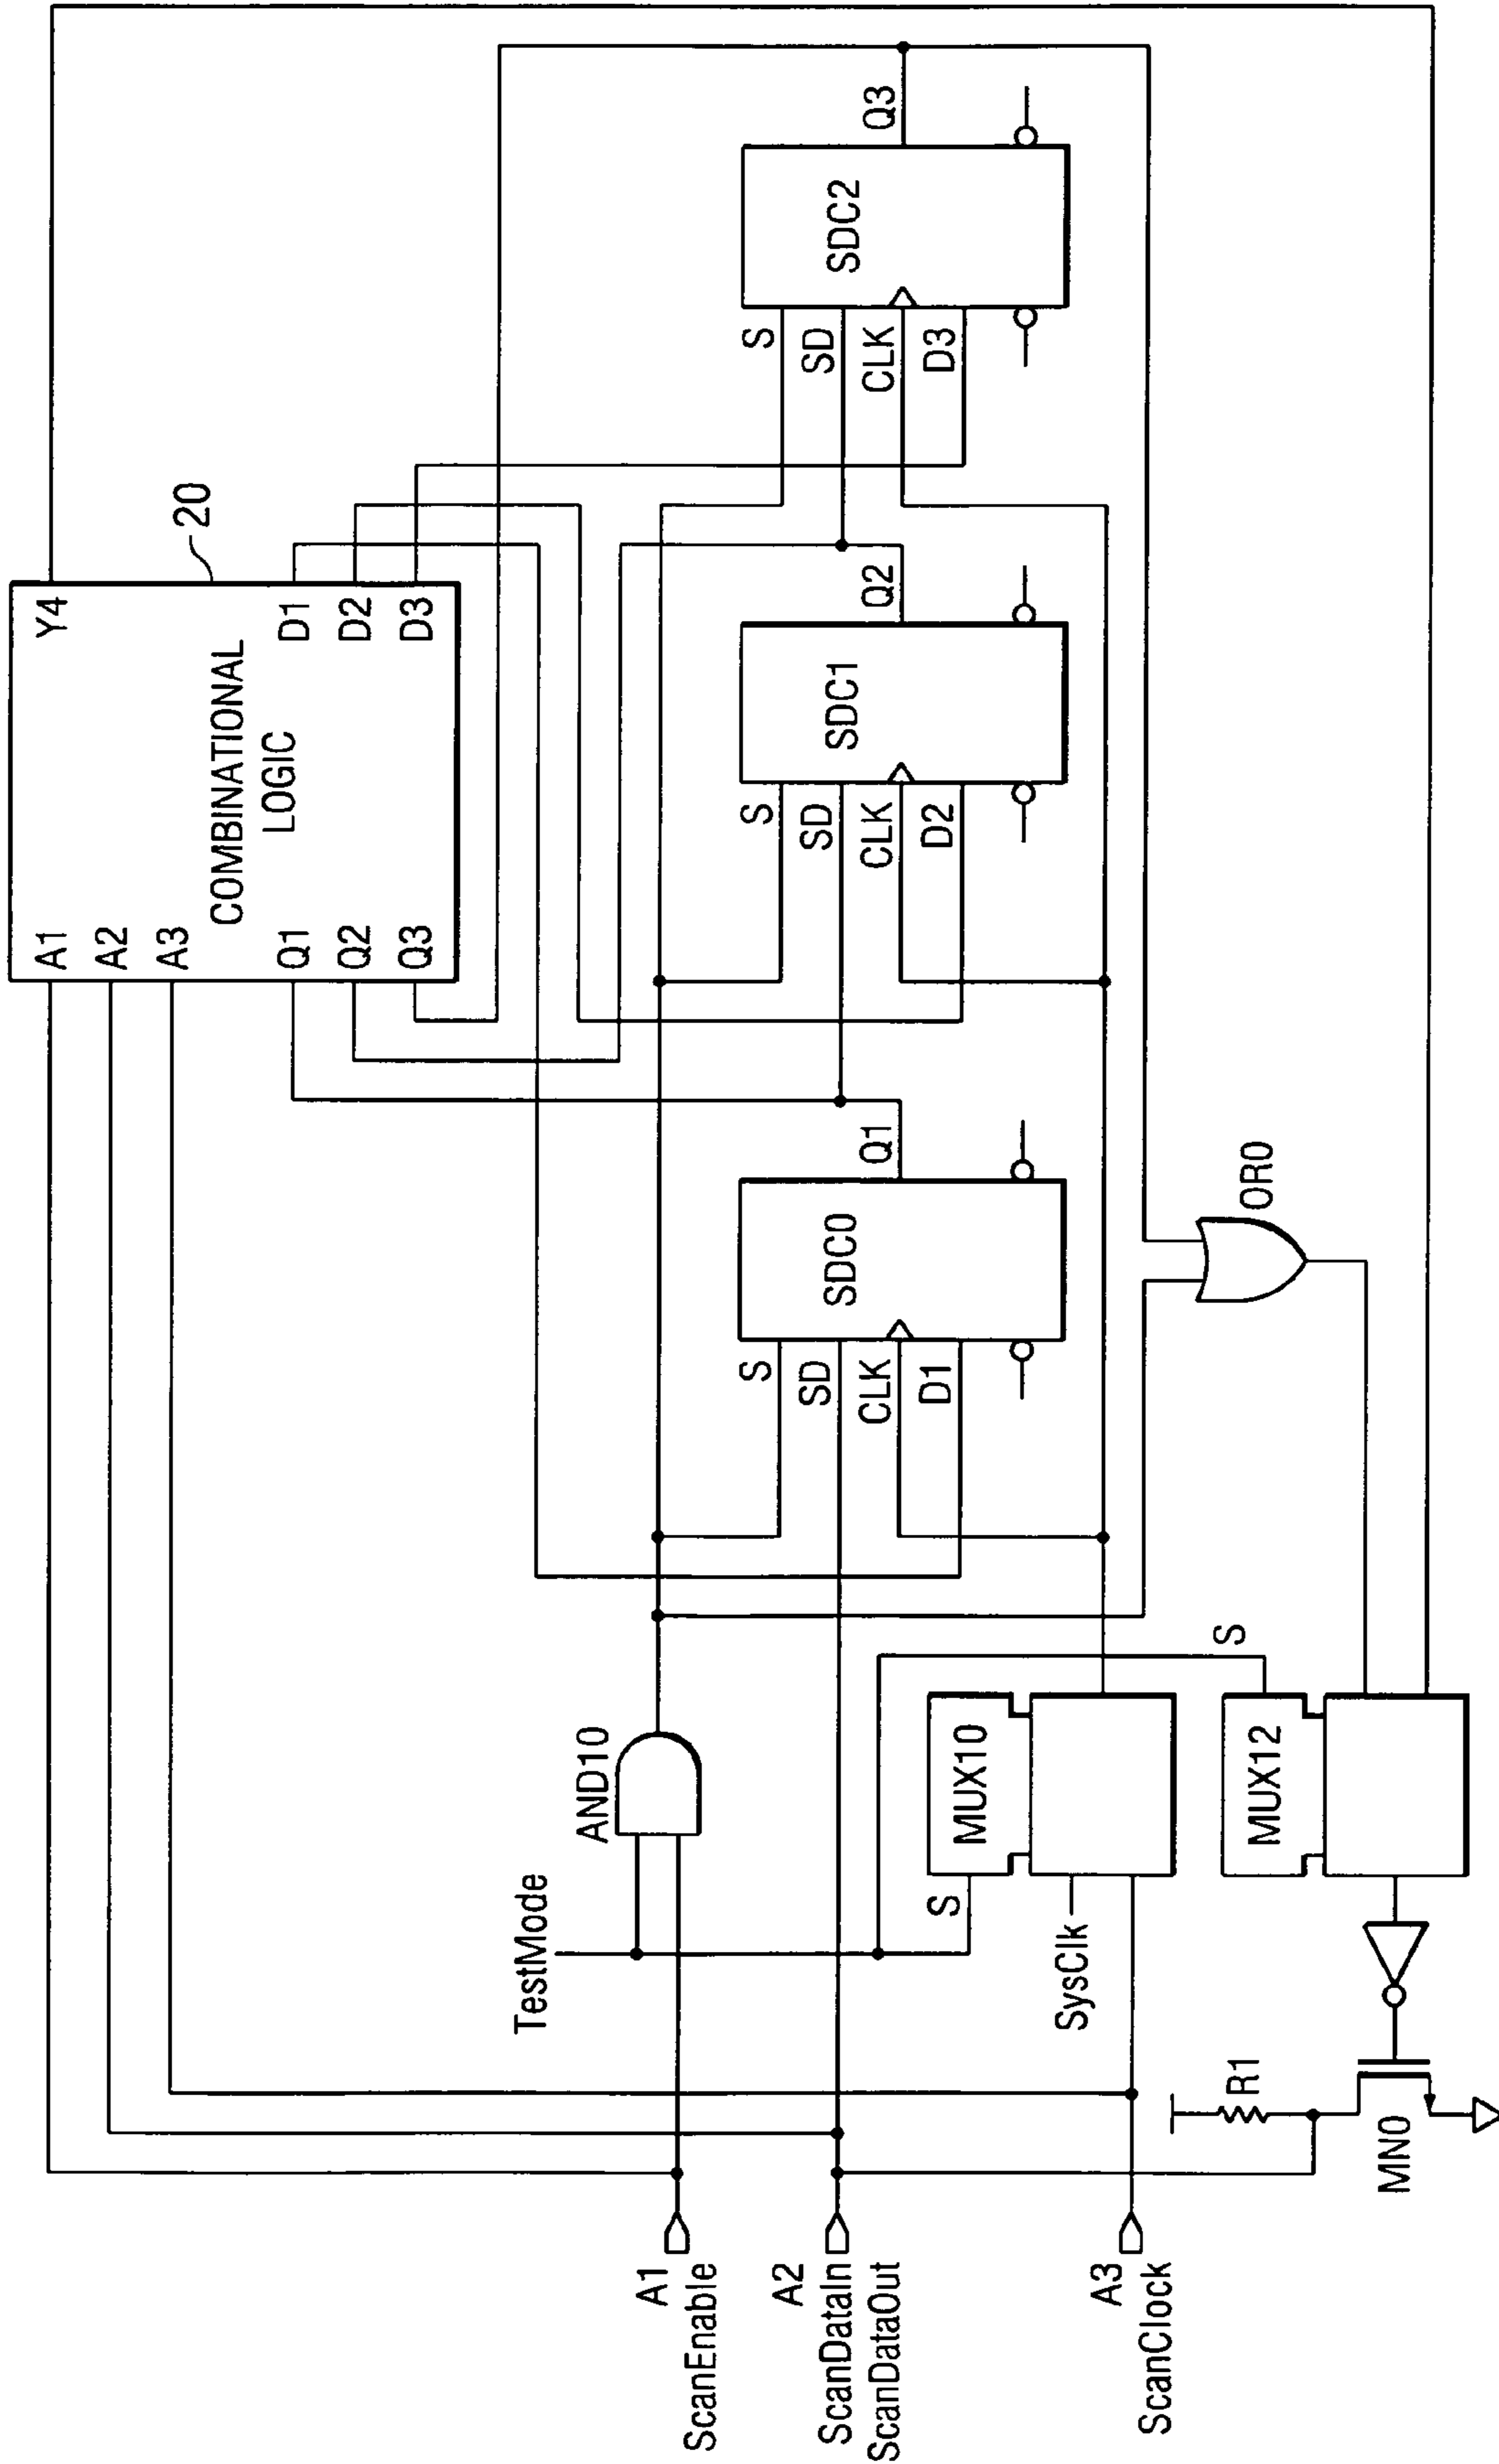 20
A1
A2
A3
Q1
Q2
Q3
COMBINATIONAL
LOGIC
Y4
D1
D2
D3
TestMode
AND10
S
SD
CLK
D1
SDC0
Q1
S
SD
CLK
D2
SDC1
Q2
S
SD
CLK
D3
SDC2
Q3
A1
ScanEnable
A2
ScanDataIn
ScanDataOut
A3
ScanClock
S
MUX10
SysClk
S
MUX12
OR0
R1
MN0